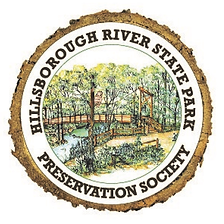 HILLSBOROUGH RIVER STATE PARK
PRESERVATION SOCIETY